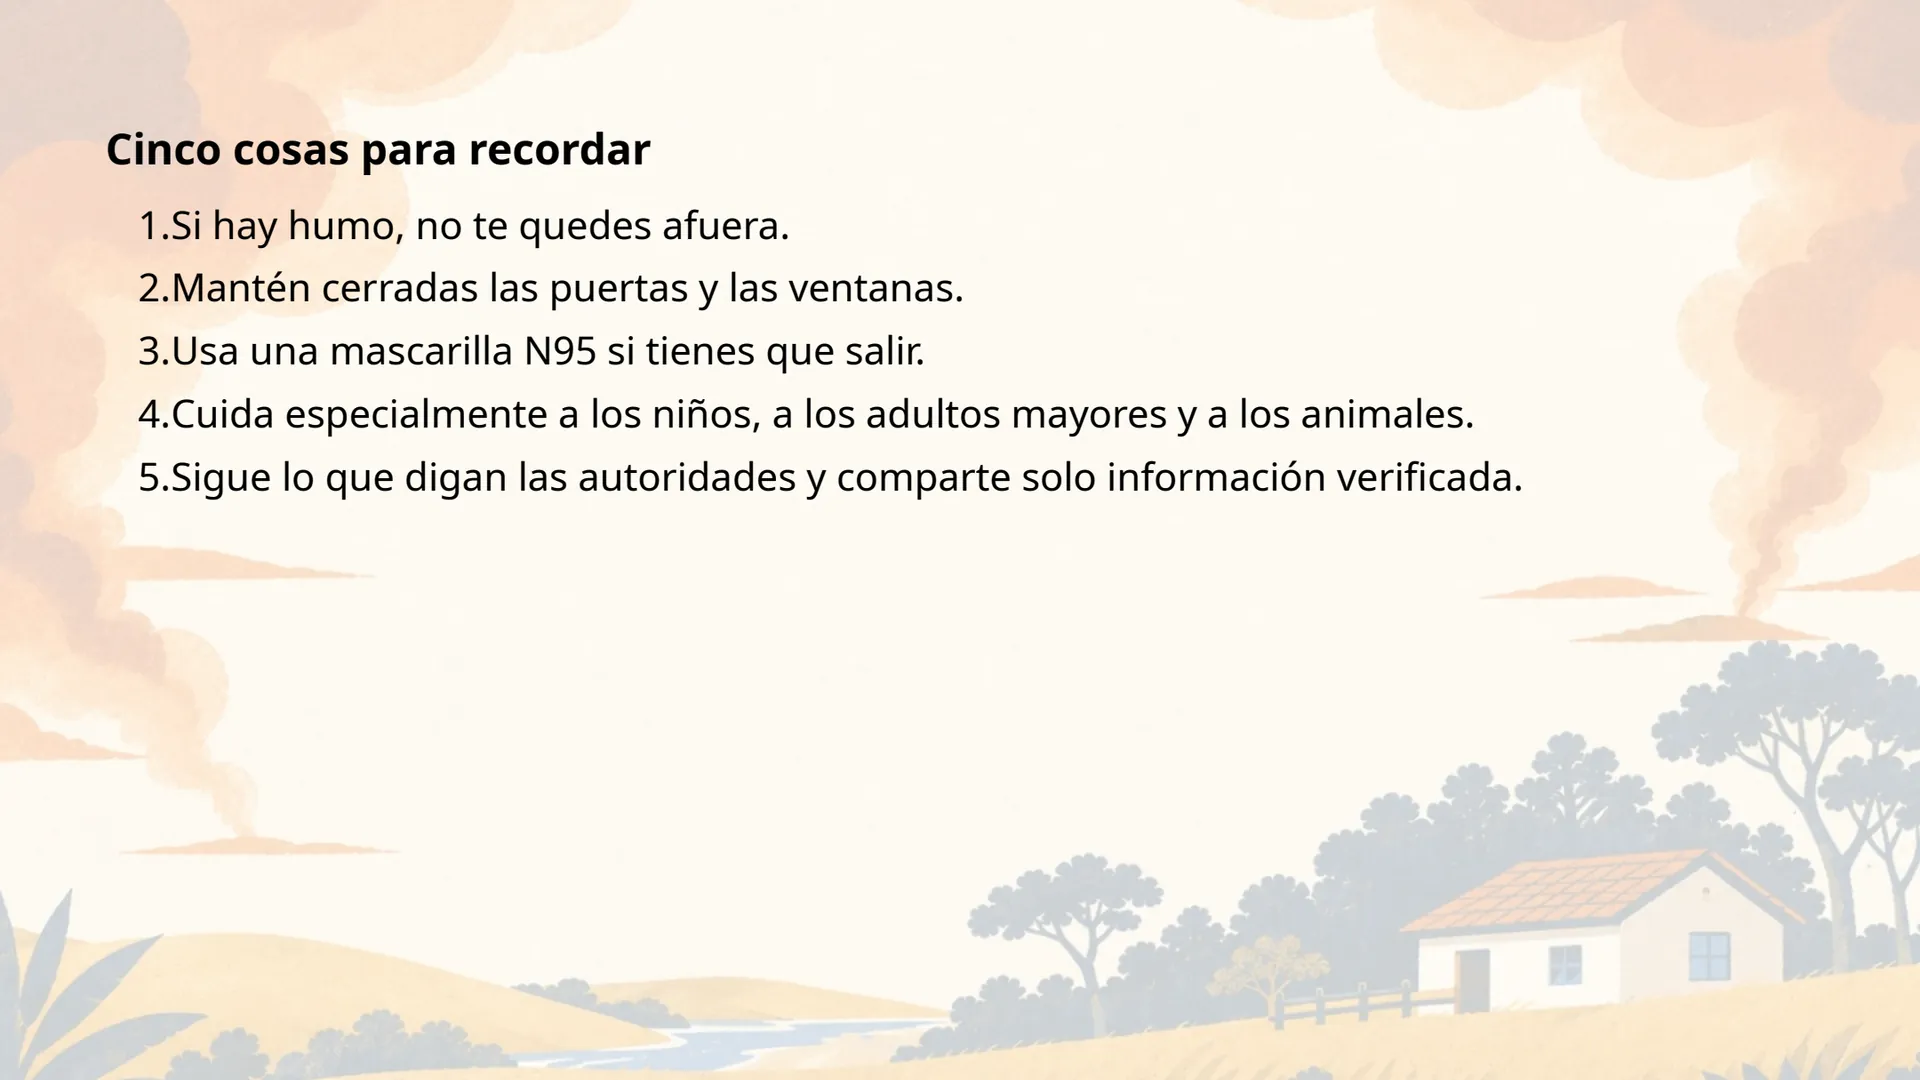 Cinco cosas para recordar
1.Si hay humo, no te quedes afuera.
2.Mantén cerradas las puertas y las ventanas.
3.Usa una mascarilla N95 si tienes que salir.
4.Cuida especialmente a los niños, a los adultos mayores y a los animales.
5.Sigue lo que digan las autoridades y comparte solo información verificada.